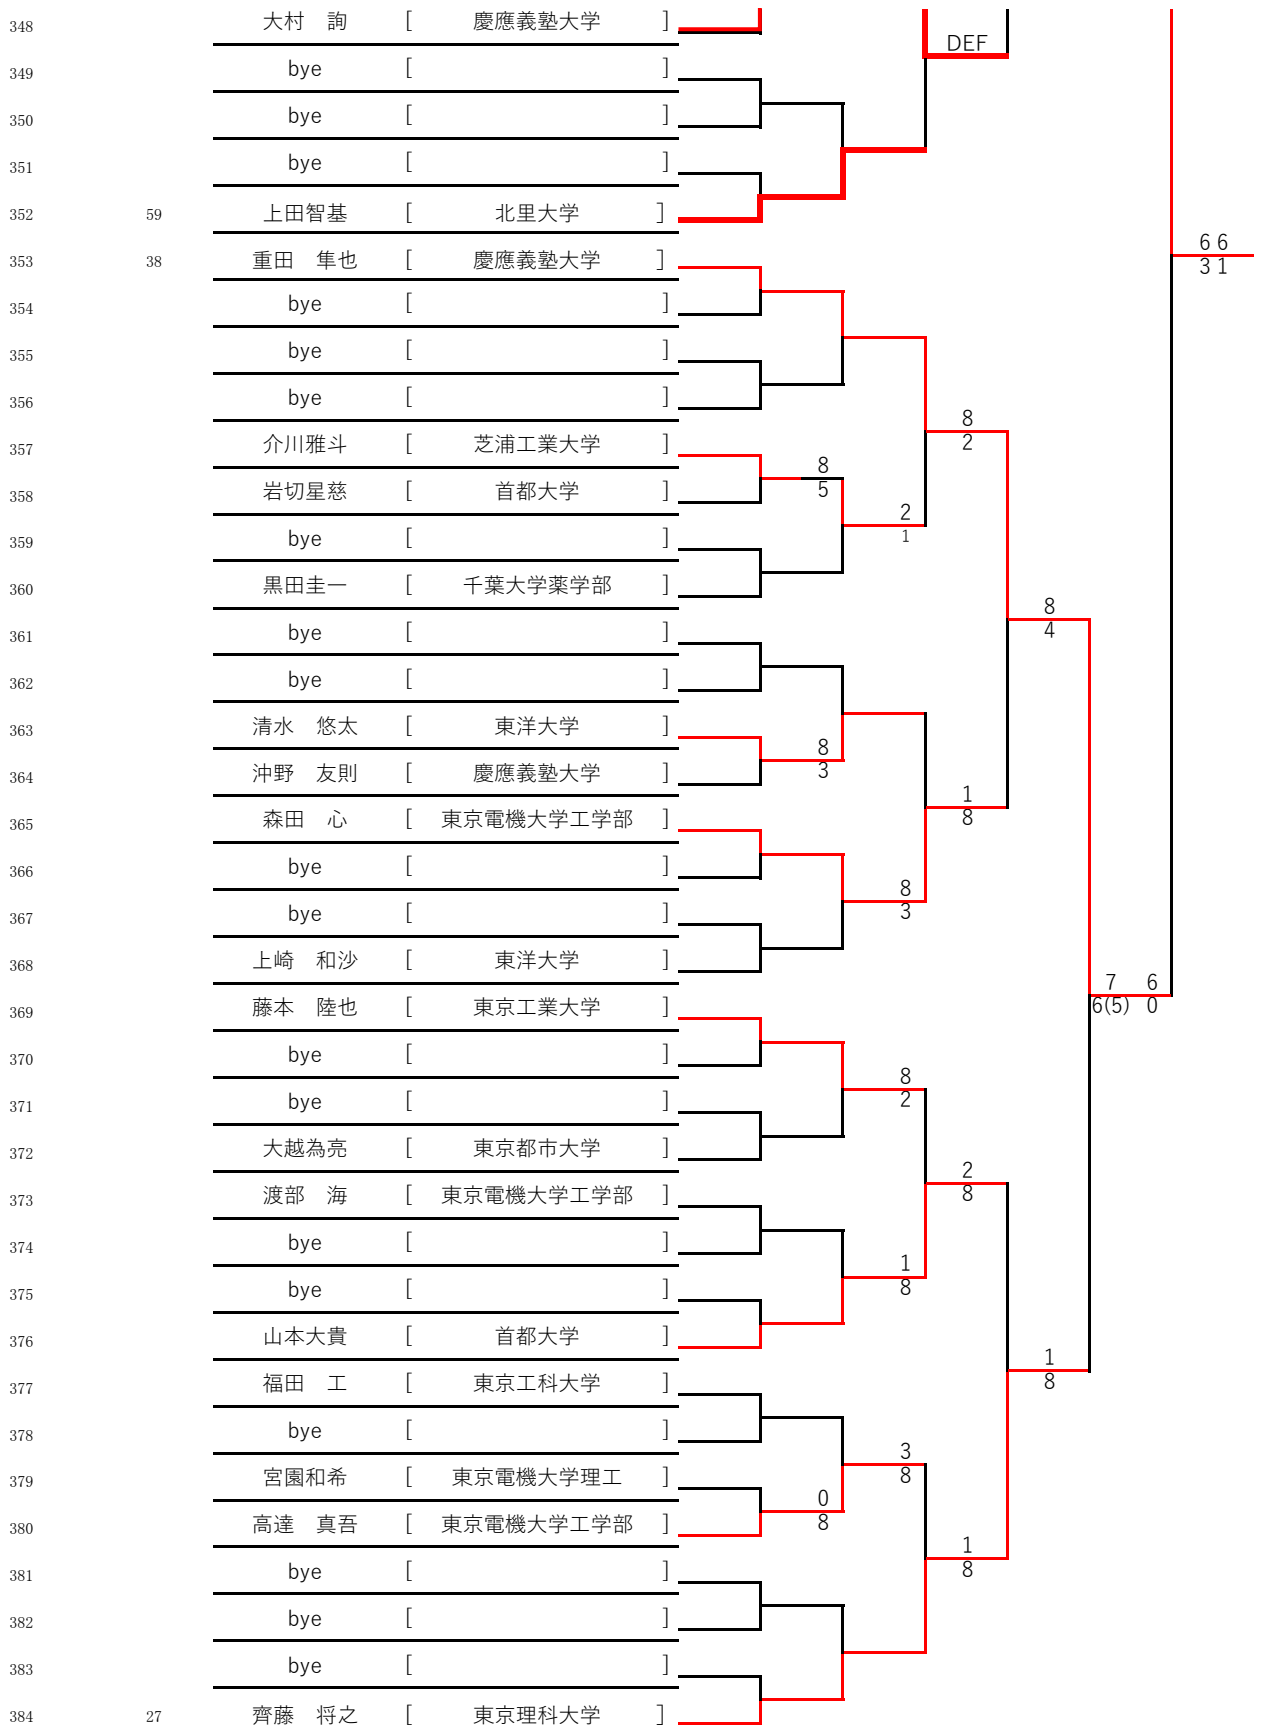 348 大村　詢 [ 慶應義塾大学 ]
DEF
349 bye [ ]
350 bye [ ]
351 bye [ ]
352 59 上田智基 [ 北里大学 ]
6 6
353 38 重田　隼也 [ 慶應義塾大学 ] 3 1
354 bye [ ]
355 bye [ ]
356 bye [ ]
8
357 介川雅斗 [ 芝浦工業大学 ] 2
8
358 岩切星慈 [ 首都大学 ] 5
2
359 bye [ ] 1
360 黒田圭一 [ 千葉大学薬学部 ]
8
361 bye [ ] 4
362 bye [ ]
363 清水　悠太 [ 東洋大学 ]
8
364 沖野　友則 [ 慶應義塾大学 ] 3
1
365 森田　心 [ 東京電機大学工学部 ] 8
366 bye [ ]
8
367 bye [ ] 3
368 上崎　和沙 [ 東洋大学 ]
7 6
369 藤本　陸也 [ 東京工業大学 ] 6(5) 0
370 bye [ ]
8
371 bye [ ] 2
372 大越為亮 [ 東京都市大学 ]
2
373 渡部　海 [ 東京電機大学工学部 ] 8
374 bye [ ]
1
375 bye [ ] 8
376 山本大貴 [ 首都大学 ]
1
377 福田　工 [ 東京工科大学 ] 8
378 bye [ ]
3
379 宮園和希 [ 東京電機大学理工 ] 8
0
380 高達　真吾 [ 東京電機大学工学部 ] 8
1
381 bye [ ] 8
382 bye [ ]
383 bye [ ]
384 27 齊藤　将之 [ 東京理科大学 ]